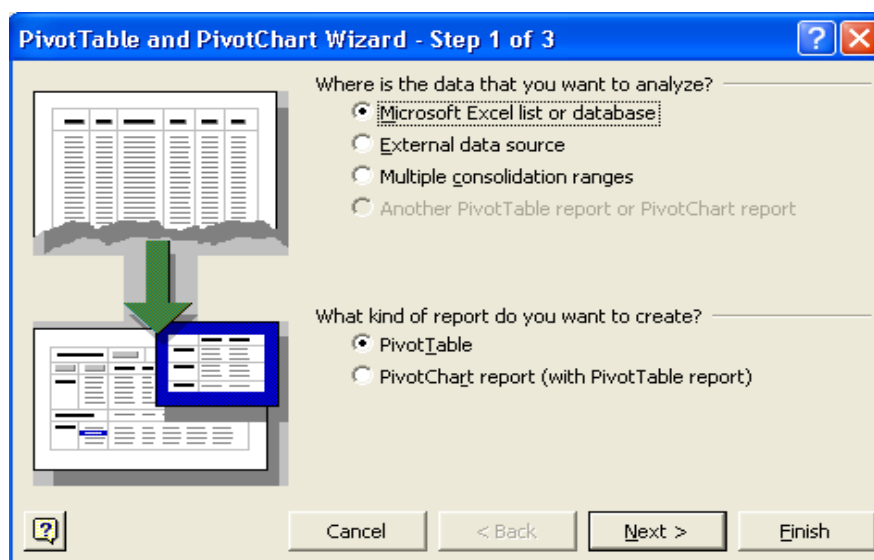 PivotTable and PivotChart Wizard - Step 1 of 3
Where is the data that you want to analyze?
Microsoft Excel list or database
External data source
Multiple consolidation ranges
Another PivotTable report or PivotChart report
What kind of report do you want to create?
PivotTable
PivotChart report (with PivotTable report)
Cancel
< Back
Next >
Finish